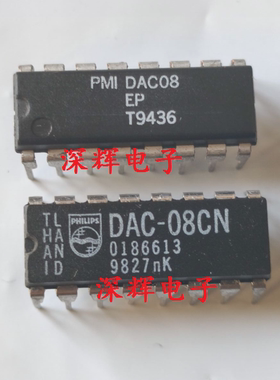 PMI DAC08
EP
T9436
深辉电子
TL
HA
AN
ID
PHILIPS
DAC-08CN
0186613
9827nK
深辉电子